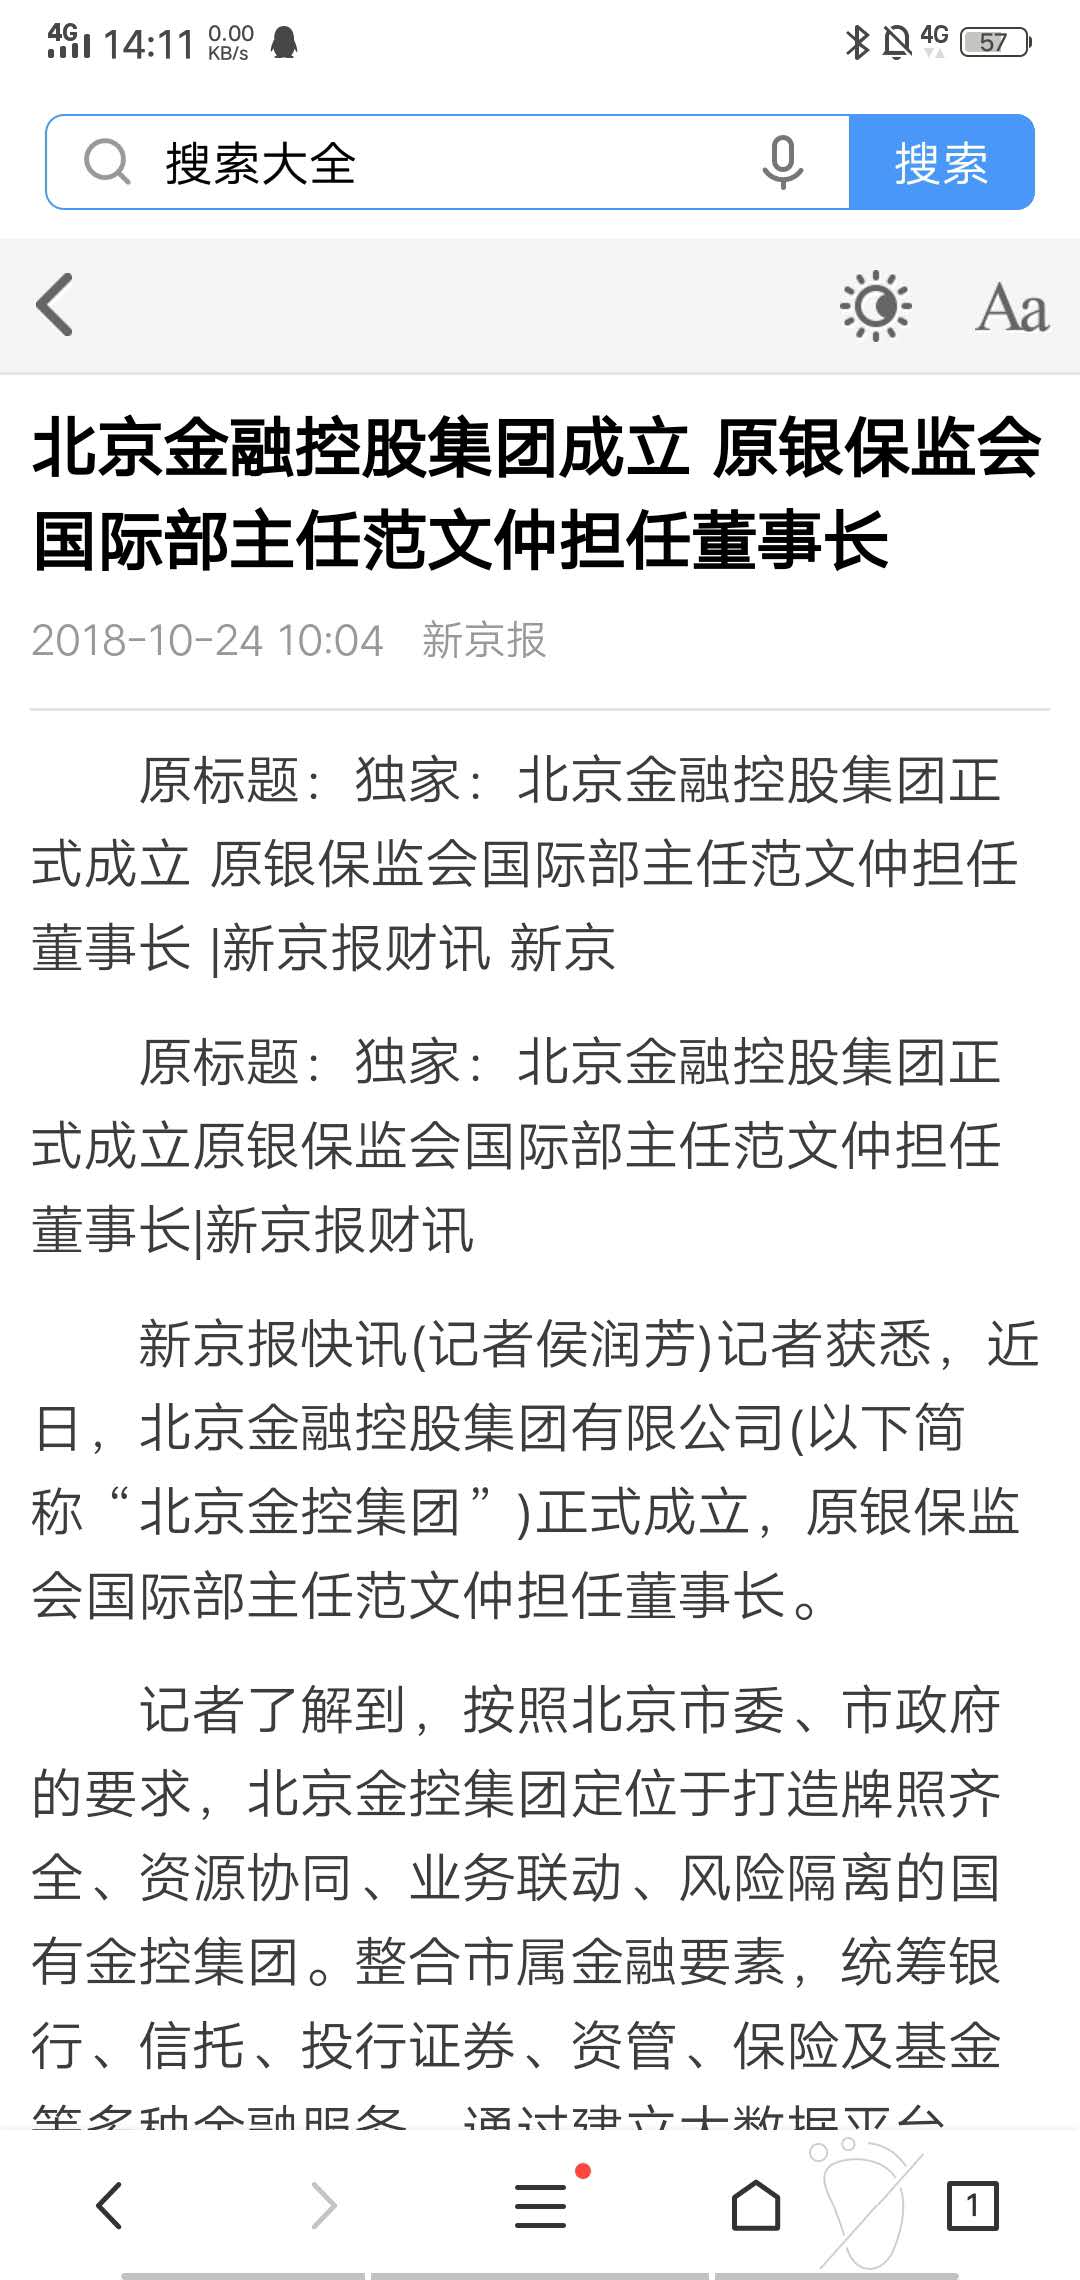 4G 14:11 0.00 KB/s 4G 57
搜索大全 搜索
Aa
北京金融控股集团成立 原银保监会
国际部主任范文仲担任董事长
2018-10-24 10:04 新京报
原标题：独家：北京金融控股集团正
式成立 原银保监会国际部主任范文仲担任
董事长 |新京报财讯 新京
原标题：独家：北京金融控股集团正
式成立原银保监会国际部主任范文仲担任
董事长|新京报财讯
新京报快讯(记者侯润芳)记者获悉，近
日，北京金融控股集团有限公司(以下简
称“北京金控集团”)正式成立，原银保监
会国际部主任范文仲担任董事长。
记者了解到，按照北京市委、市政府
的要求，北京金控集团定位于打造牌照齐
全、资源协同、业务联动、风险隔离的国
有金控集团。整合市属金融要素，统筹银
行、信托、投行证券、资管、保险及基金
等多种金融服务，通过建立大数据平台
1